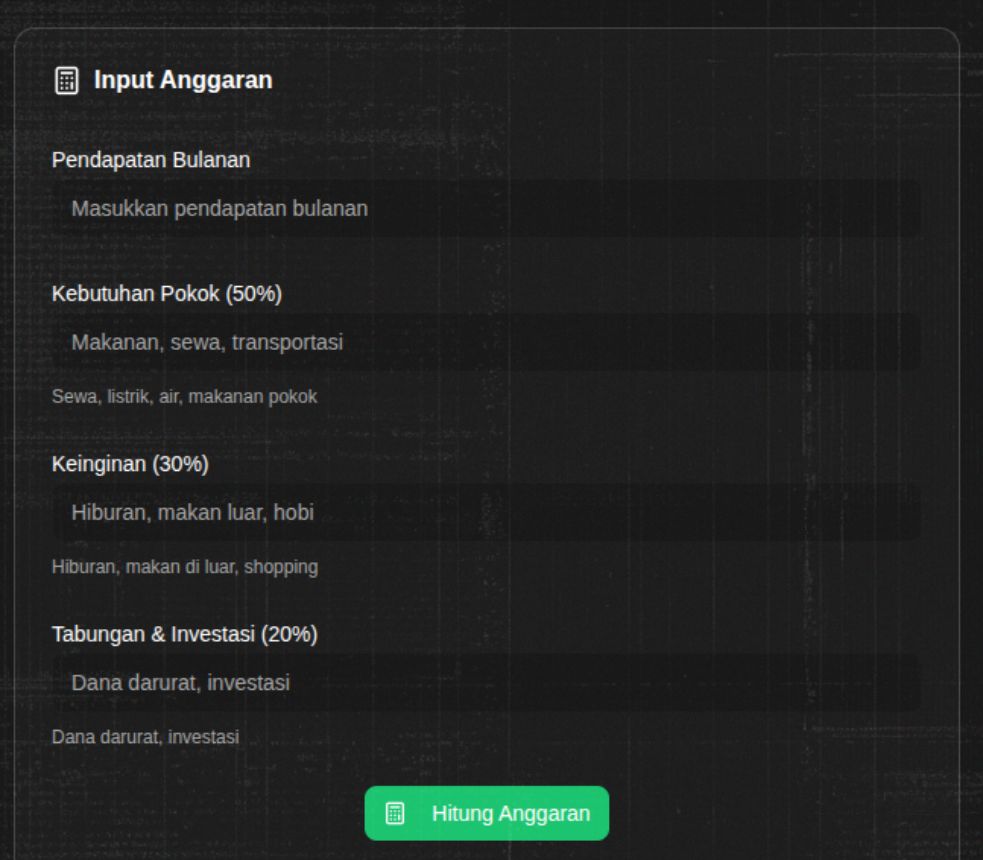 Input Anggaran
Pendapatan Bulanan
Masukkan pendapatan bulanan
Kebutuhan Pokok (50%)
Makanan, sewa, transportasi
Sewa, listrik, air, makanan pokok
Keinginan (30%)
Hiburan, makan luar, hobi
Hiburan, makan di luar, shopping
Tabungan & Investasi (20%)
Dana darurat, investasi
Dana darurat, investasi
Hitung Anggaran